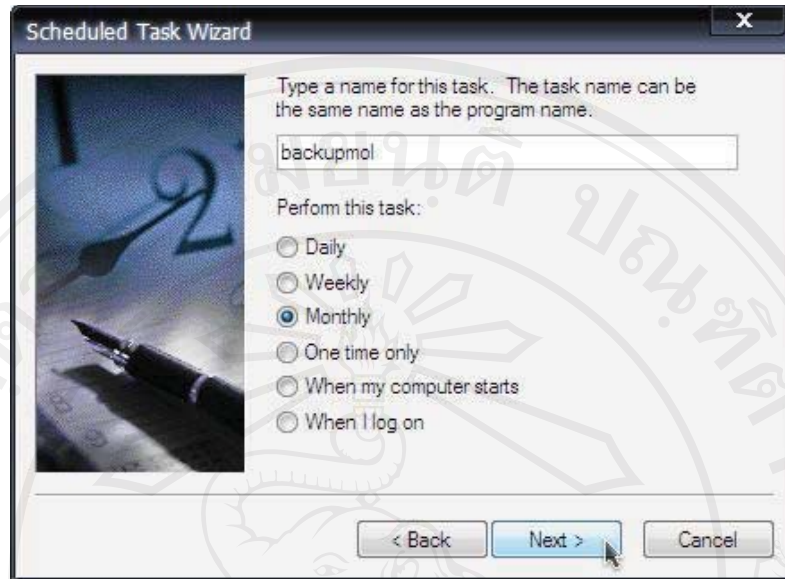 Scheduled Task Wizard
X
Type a name for this task. The task name can be
the same name as the program name.
backupmol
Perform this task:
Daily
Weekly
Monthly
One time only
When my computer starts
When I log on
< Back
Next >
Cancel